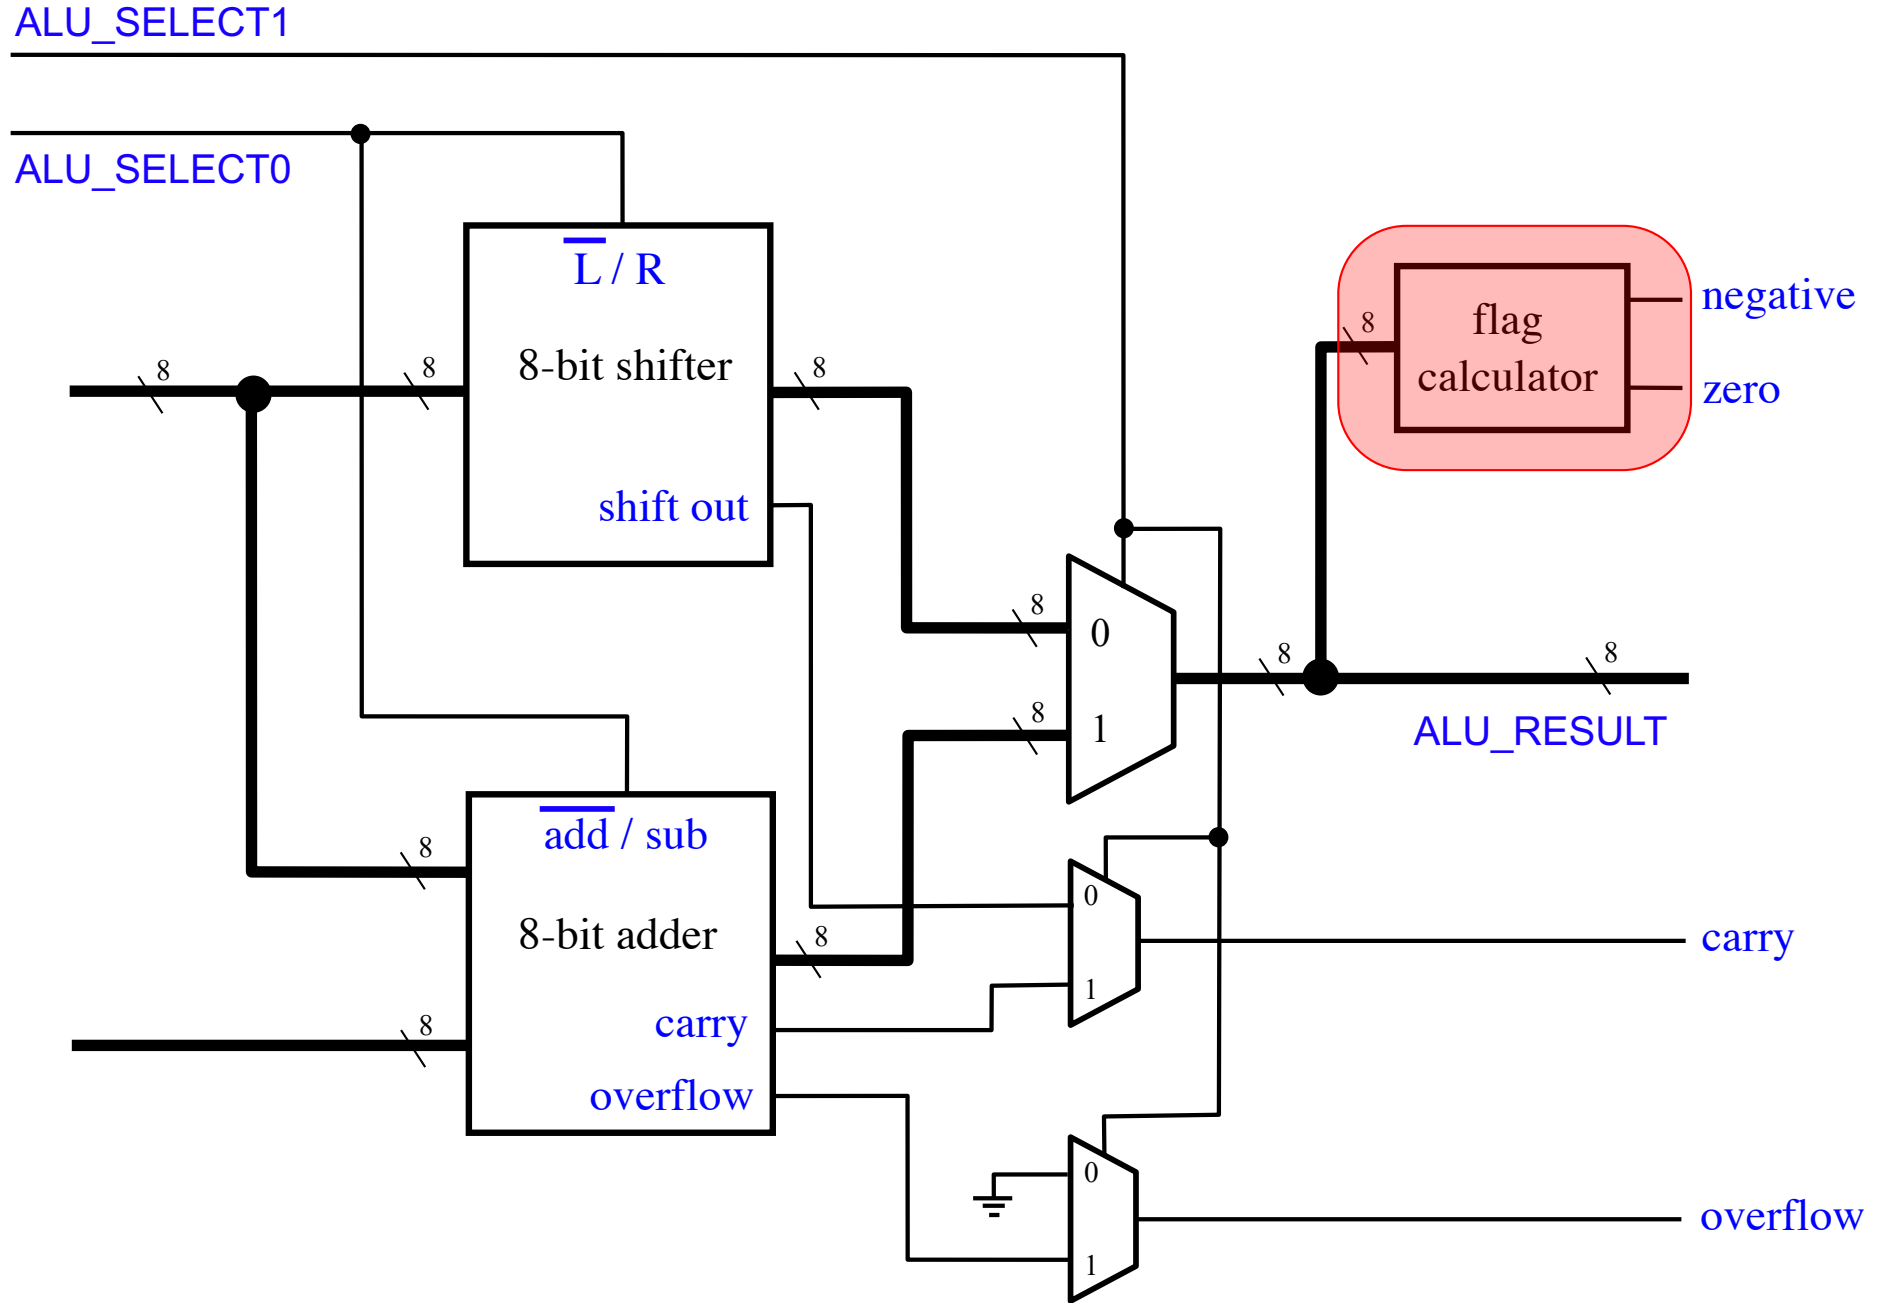 ALU_SELECT1
ALU_SELECT0
L / R
8-bit shifter
shift out
8
8
8
add / sub
8-bit adder
carry
overflow
8
8
8
8
8
0
1
0
1
0
1
8
8
ALU_RESULT
8
flag
calculator
negative
zero
carry
overflow